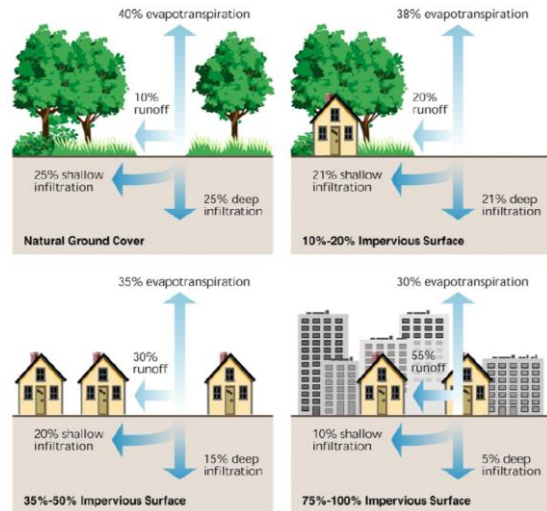 40% evapotranspiration
10%
runoff
25% shallow
infiltration
25% deep
infiltration
Natural Ground Cover
38% evapotranspiration
20%
runoff
21% shallow
infiltration
21% deep
infiltration
10%-20% Impervious Surface
35% evapotranspiration
30%
runoff
20% shallow
infiltration
15% deep
infiltration
35%-50% Impervious Surface
30% evapotranspiration
55%
runoff
10% shallow
infiltration
5% deep
infiltration
75%-100% Impervious Surface